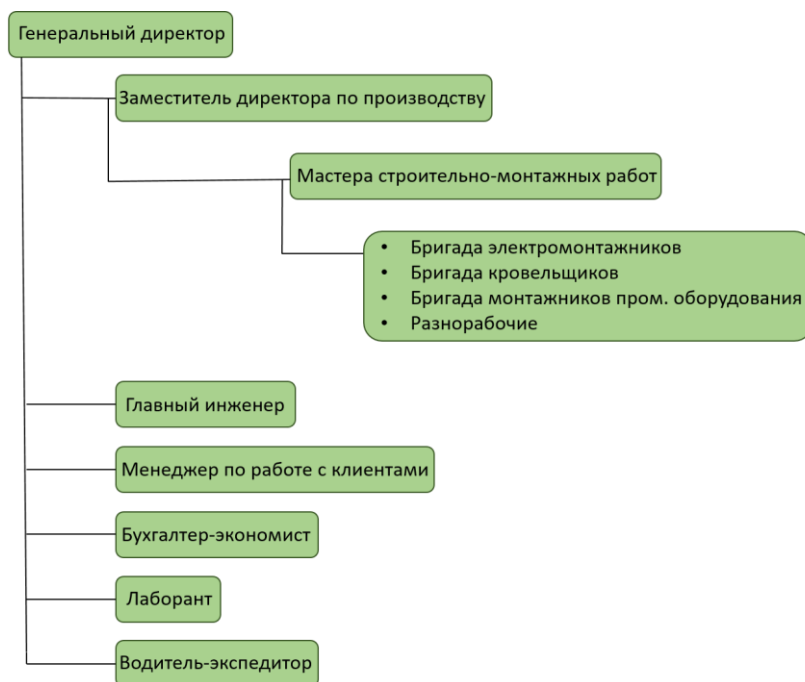 Генеральный директор
Заместитель директора по производству
Мастера строительно-монтажных работ
• Бригада электромонтажников
• Бригада кровельщиков
• Бригада монтажников пром. оборудования
• Разнорабочие
Главный инженер
Менеджер по работе с клиентами
Бухгалтер-экономист
Лаборант
Водитель-экспедитор